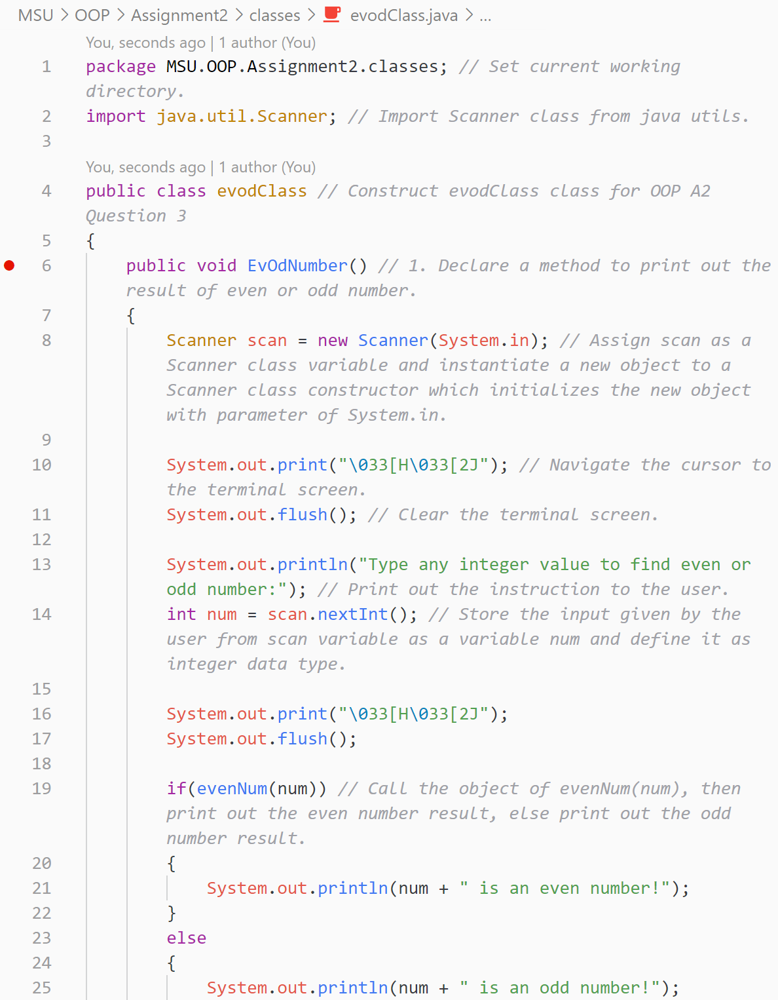 MSU > OOP > Assignment2 > classes > evodClass.java > ...
You, seconds ago | 1 author (You)
1 package MSU.OOP.Assignment2.classes; // Set current working
directory.
2 import java.util.Scanner; // Import Scanner class from java utils.
3
You, seconds ago | 1 author (You)
4 public class evodClass // Construct evodClass class for OOP A2
Question 3
5 {
6 public void EvOdNumber() // 1. Declare a method to print out the
result of even or odd number.
7 {
8 Scanner scan = new Scanner(System.in); // Assign scan as a
Scanner class variable and instantiate a new object to a
Scanner class constructor which initializes the new object
with parameter of System.in.
9
10 System.out.print("\033[H\033[2J"); // Navigate the cursor to
the terminal screen.
11 System.out.flush(); // Clear the terminal screen.
12
13 System.out.println("Type any integer value to find even or
odd number:"); // Print out the instruction to the user.
14 int num = scan.nextInt(); // Store the input given by the
user from scan variable as a variable num and define it as
integer data type.
15
16 System.out.print("\033[H\033[2J");
17 System.out.flush();
18
19 if(evenNum(num)) // Call the object of evenNum(num), then
print out the even number result, else print out the odd
number result.
20 {
21 System.out.println(num + " is an even number!");
22 }
23 else
24 {
25 System.out.println(num + " is an odd number!");